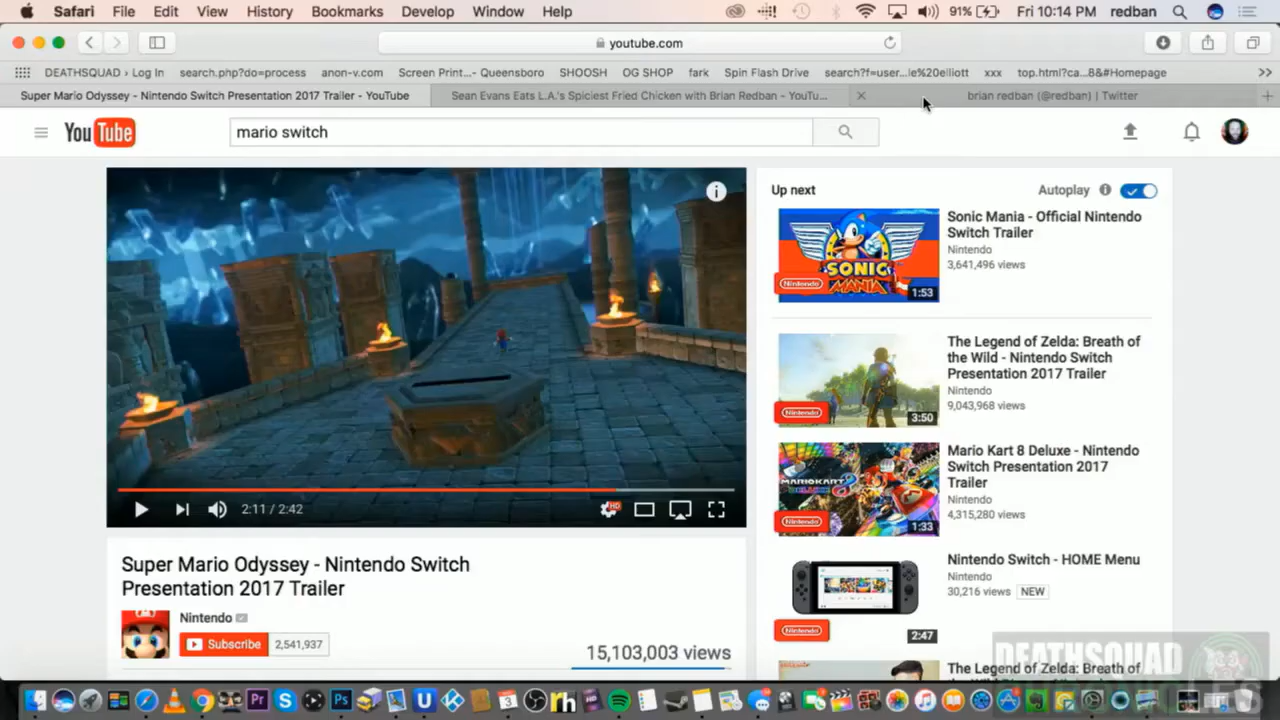 Safari File Edit View History Bookmarks Develop Window Help 91% Fri 10:14 PM redban
youtube.com
DEATHSQUAD › Log In search.php?do=process anon-v.com Screen Print...- Queensboro SHOOSH OG SHOP fark Spin Flash Drive search?f=user...le%20elliott xxx top.html?ca...8&#Homepage
Super Mario Odyssey - Nintendo Switch Presentation 2017 Trailer - YouTube Sean Evans Eats L.A.'s Spiciest Fried Chicken with Brian Redban - YouTu... brian redban (@redban) | Twitter
YouTube mario switch
Up next Autoplay
SONIC MANIA
Nintendo
1:53
Sonic Mania - Official Nintendo
Switch Trailer
Nintendo
3,641,496 views
Nintendo
3:50
The Legend of Zelda: Breath of
the Wild - Nintendo Switch
Presentation 2017 Trailer
Nintendo
9,043,968 views
MARIOKART 8 DELUXE
Nintendo
1:33
Mario Kart 8 Deluxe - Nintendo
Switch Presentation 2017
Trailer
Nintendo
4,315,280 views
Nintendo
2:47
Nintendo Switch - HOME Menu
Nintendo
30,216 views NEW
The Legend of Zelda: Breath of
2:11 / 2:42 HD
Super Mario Odyssey - Nintendo Switch
Presentation 2017 Trailer
Nintendo
Subscribe 2,541,937
15,103,003 views
DEATHSQUAD